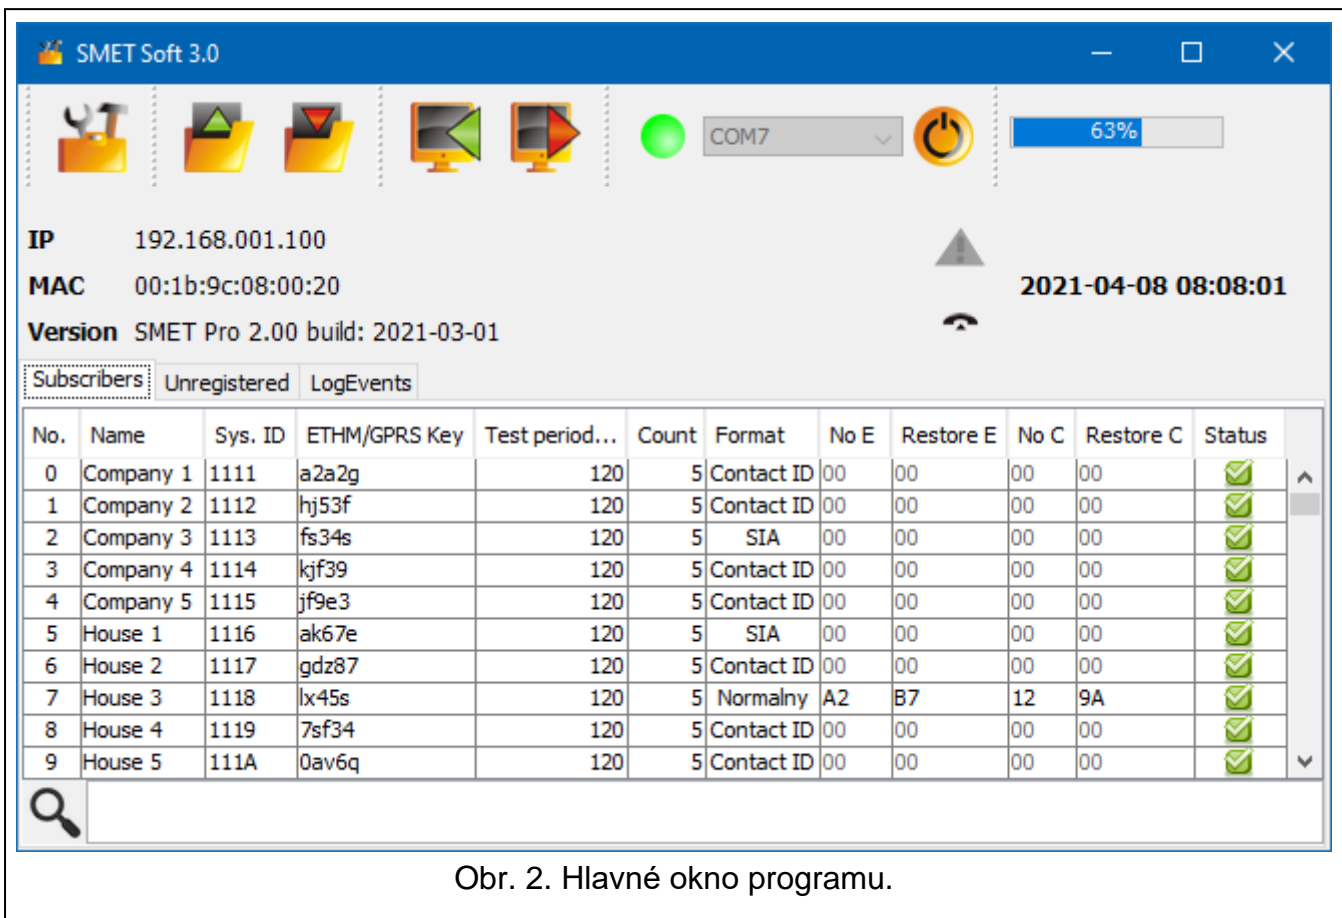 SMET Soft 3.0
COM7 63%
IP 192.168.001.100
MAC 00:1b:9c:08:00:20 2021-04-08 08:08:01
Version SMET Pro 2.00 build: 2021-03-01
Subscribers Unregistered LogEvents
No. Name Sys. ID ETHM/GPRS Key Test period... Count Format No E Restore E No C Restore C Status
0 Company 1 1111 a2a2g 120 5 Contact ID 00 00 00 00
1 Company 2 1112 hj53f 120 5 Contact ID 00 00 00 00
2 Company 3 1113 fs34s 120 5 SIA 00 00 00 00
3 Company 4 1114 kjf39 120 5 Contact ID 00 00 00 00
4 Company 5 1115 jf9e3 120 5 Contact ID 00 00 00 00
5 House 1 1116 ak67e 120 5 SIA 00 00 00 00
6 House 2 1117 gdz87 120 5 Contact ID 00 00 00 00
7 House 3 1118 lx45s 120 5 Normalny A2 B7 12 9A
8 House 4 1119 7sf34 120 5 Contact ID 00 00 00 00
9 House 5 111A 0av6q 120 5 Contact ID 00 00 00 00
Obr. 2. Hlavné okno programu.